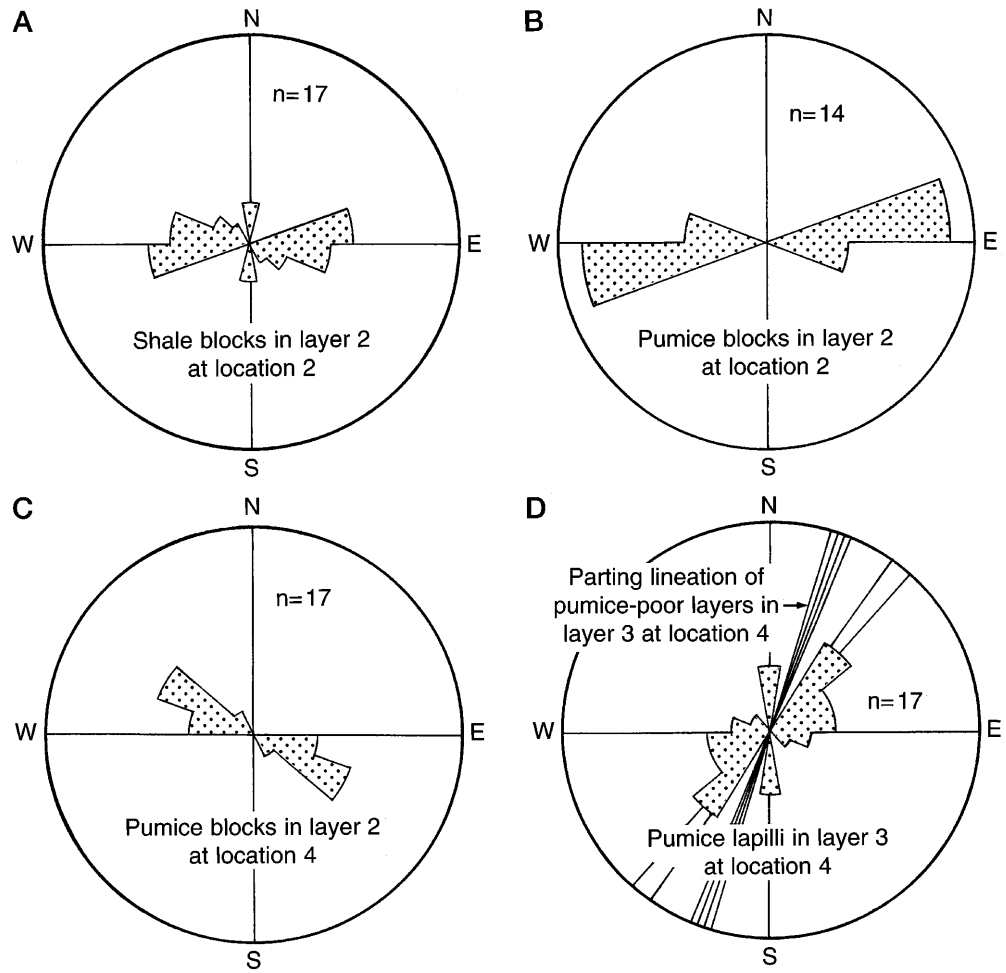 A
N
n=17
W
E
Shale blocks in layer 2
at location 2
S
B
N
n=14
W
E
Pumice blocks in layer 2
at location 2
S
C
N
n=17
W
E
Pumice blocks in layer 2
at location 4
S
D
N
Parting lineation of
pumice-poor layers in
layer 3 at location 4
n=17
W
E
Pumice lapilli in layer 3
at location 4
S